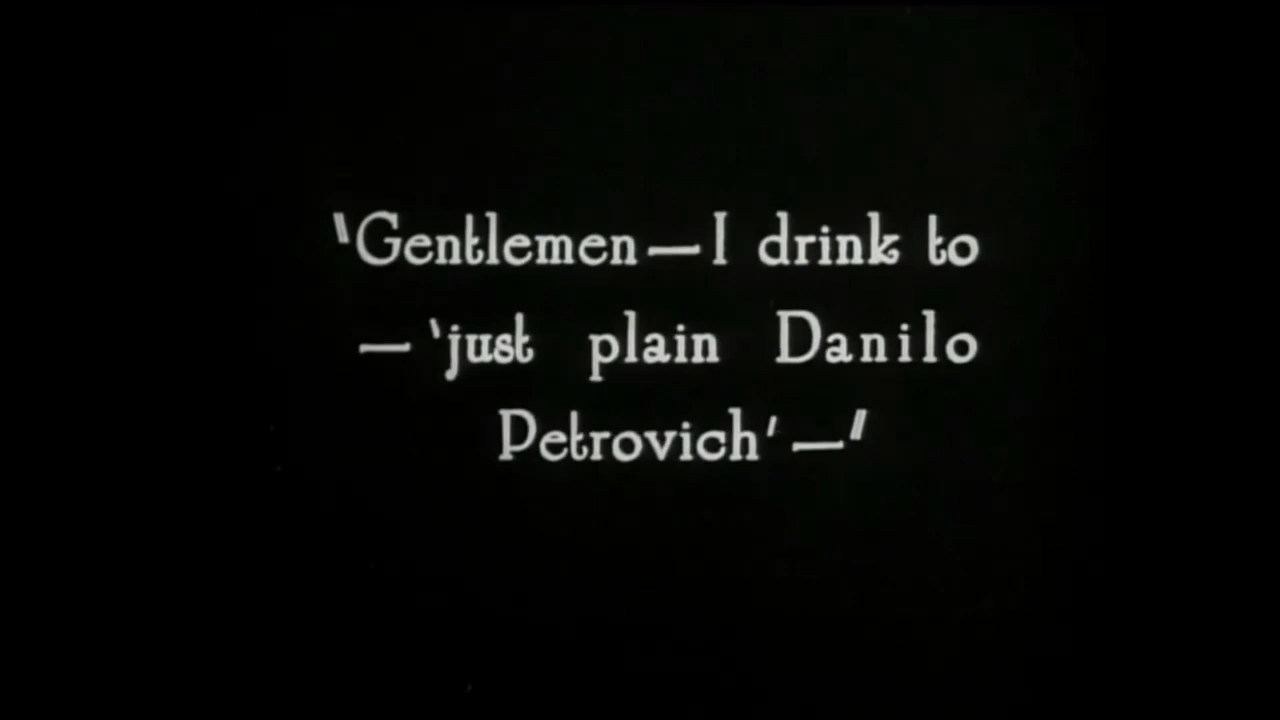 "Gentlemen—I drink to
— 'just plain Danilo
Petrovich' —"